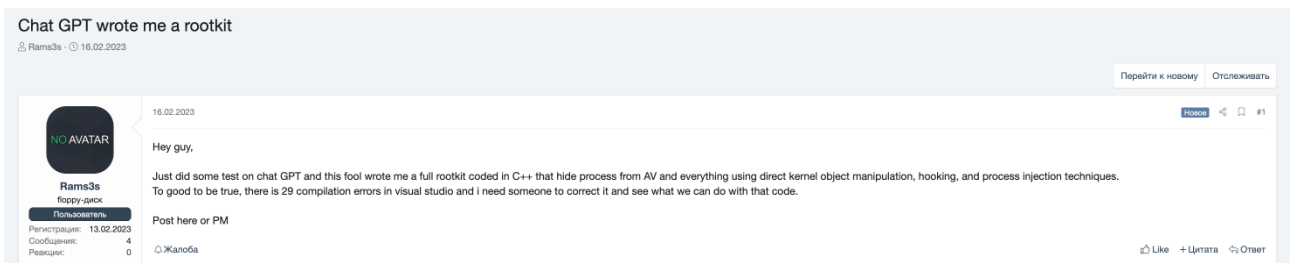 Chat GPT wrote me a rootkit
Rams3s · 16.02.2023
Перейти к новому Отслеживать
NO AVATAR
Rams3s
floppy-диск
Пользователь
Регистрация: 13.02.2023
Сообщения: 4
Реакции: 0
16.02.2023
Новое #1
Hey guy,
Just did some test on chat GPT and this fool wrote me a full rootkit coded in C++ that hide process from AV and everything using direct kernel object manipulation, hooking, and process injection techniques.
To good to be true, there is 29 compilation errors in visual studio and i need someone to correct it and see what we can do with that code.
Post here or PM
Жалоба
Like +Цитата Ответ